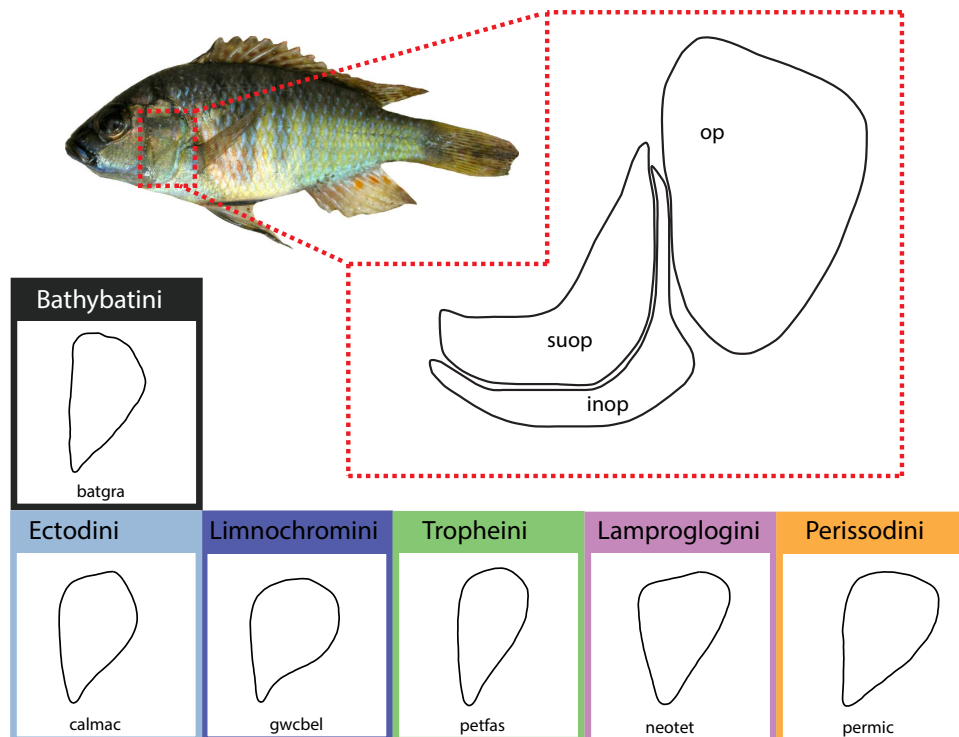 op
suop
inop
Bathybatini
batgra
Ectodini
Limnochromini
Tropheini
Lamproglogini
Perissodini
calmac
gwcbel
petfas
neotet
permic